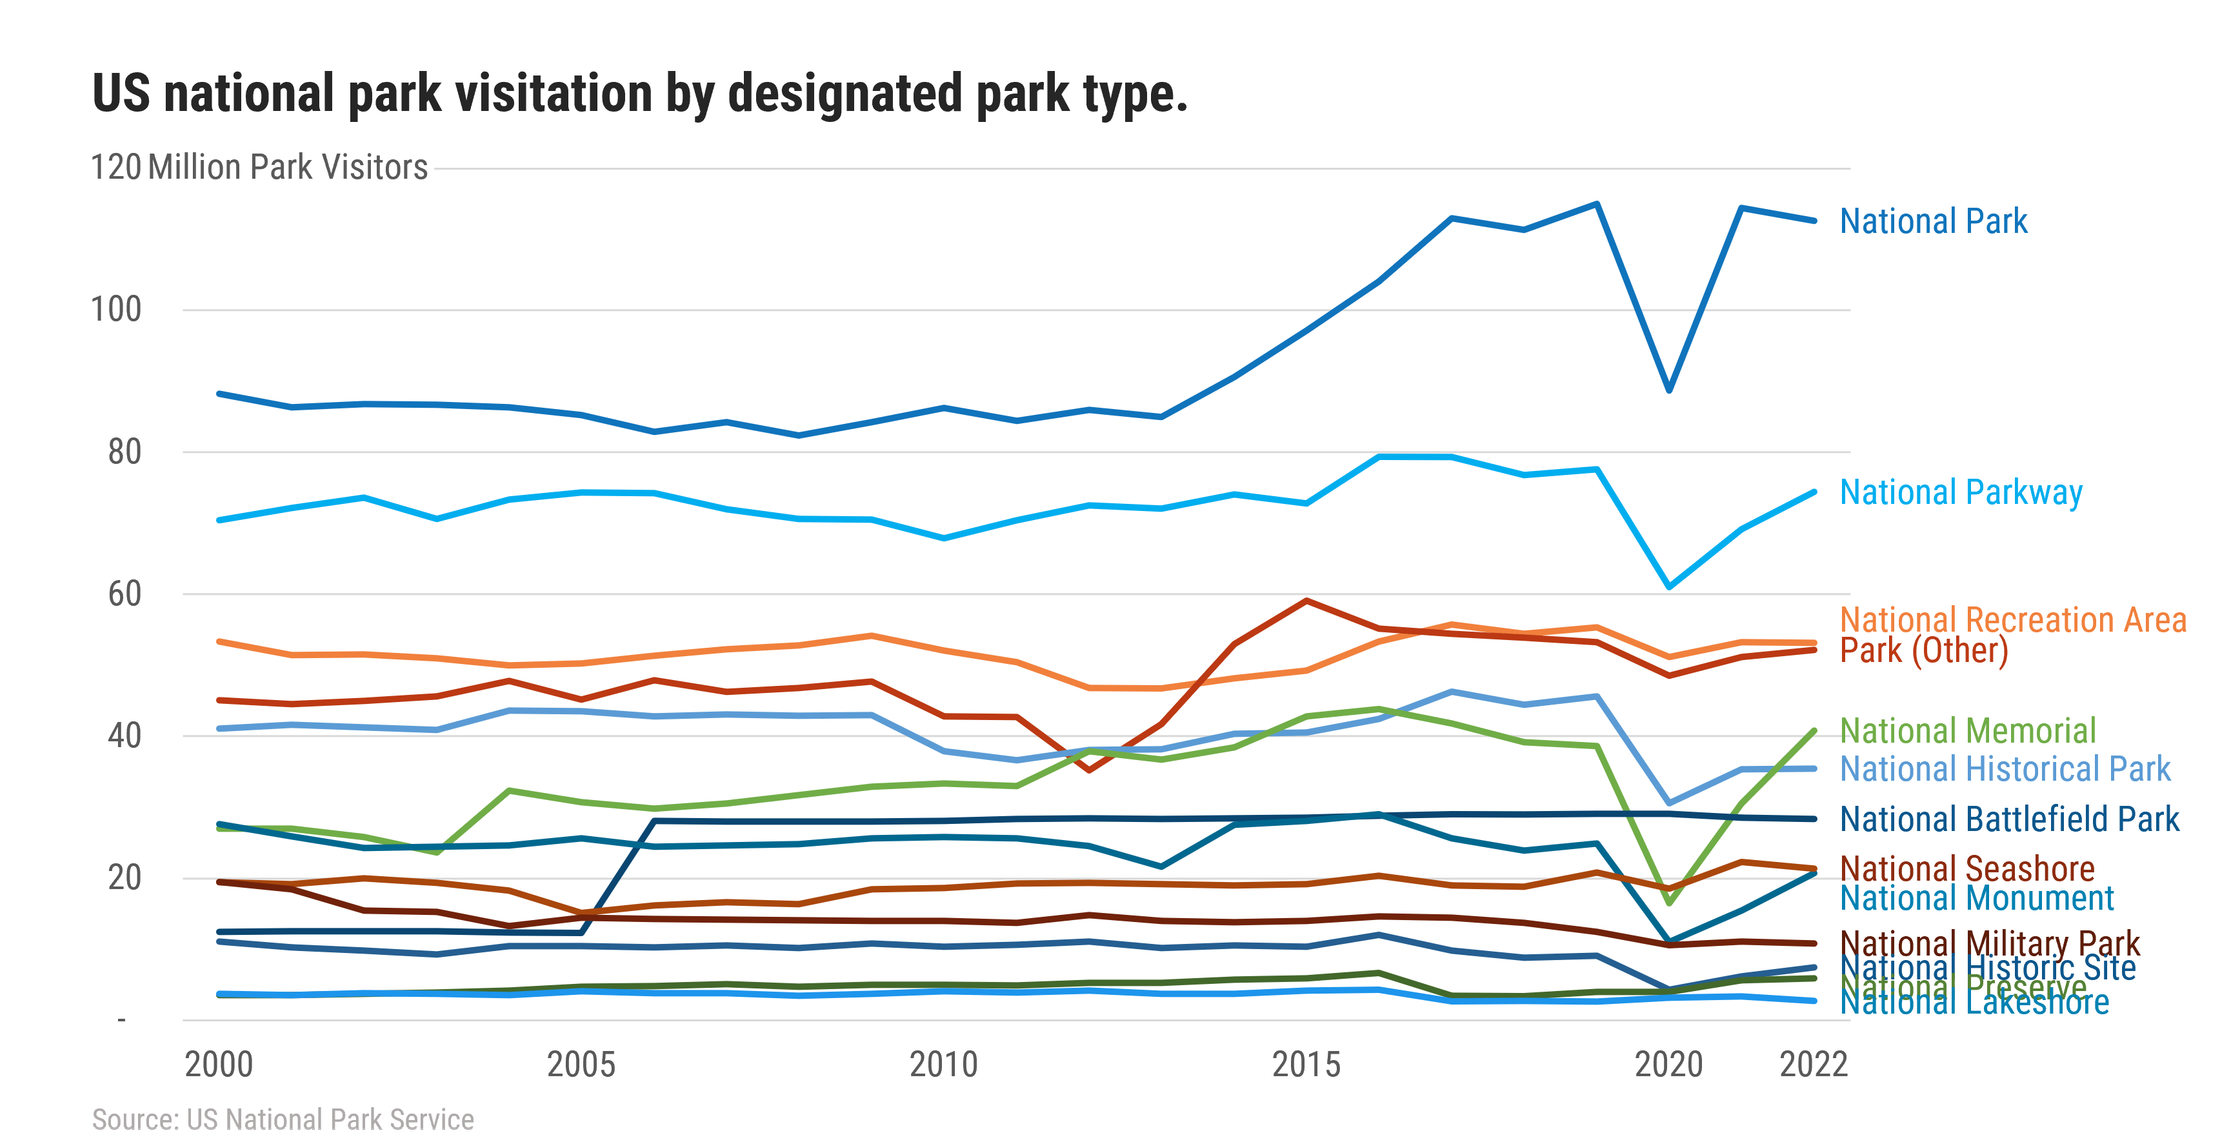 US national park visitation by designated park type.
120 Million Park Visitors
National Park
100
80
National Parkway
60
National Recreation Area
Park (Other)
40
National Memorial
National Historical Park
National Battlefield Park
20
National Seashore
National Monument
National Military Park
National Historic Site
National Preserve
National Lakeshore
-
2000 2005 2010 2015 2020 2022
Source: US National Park Service